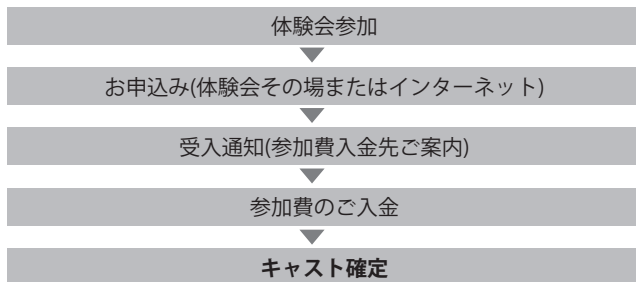 体験会参加
お申込み(体験会その場またはインターネット)
受入通知(参加費入金先ご案内)
参加費のご入金
キャスト確定